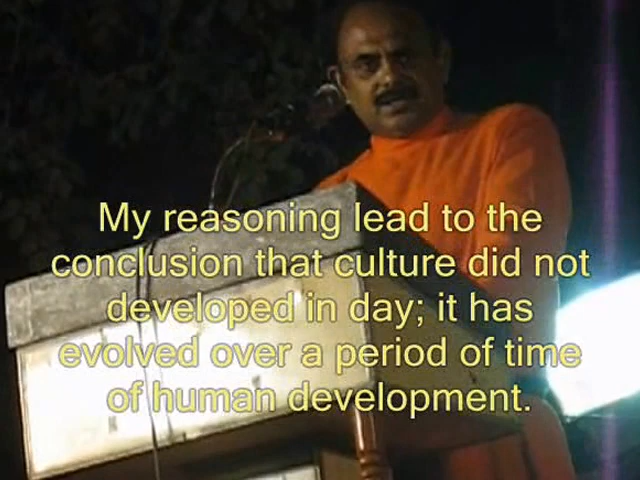 My reasoning lead to the
conclusion that culture did not
developed in day; it has
evolved over a period of time
of human development.